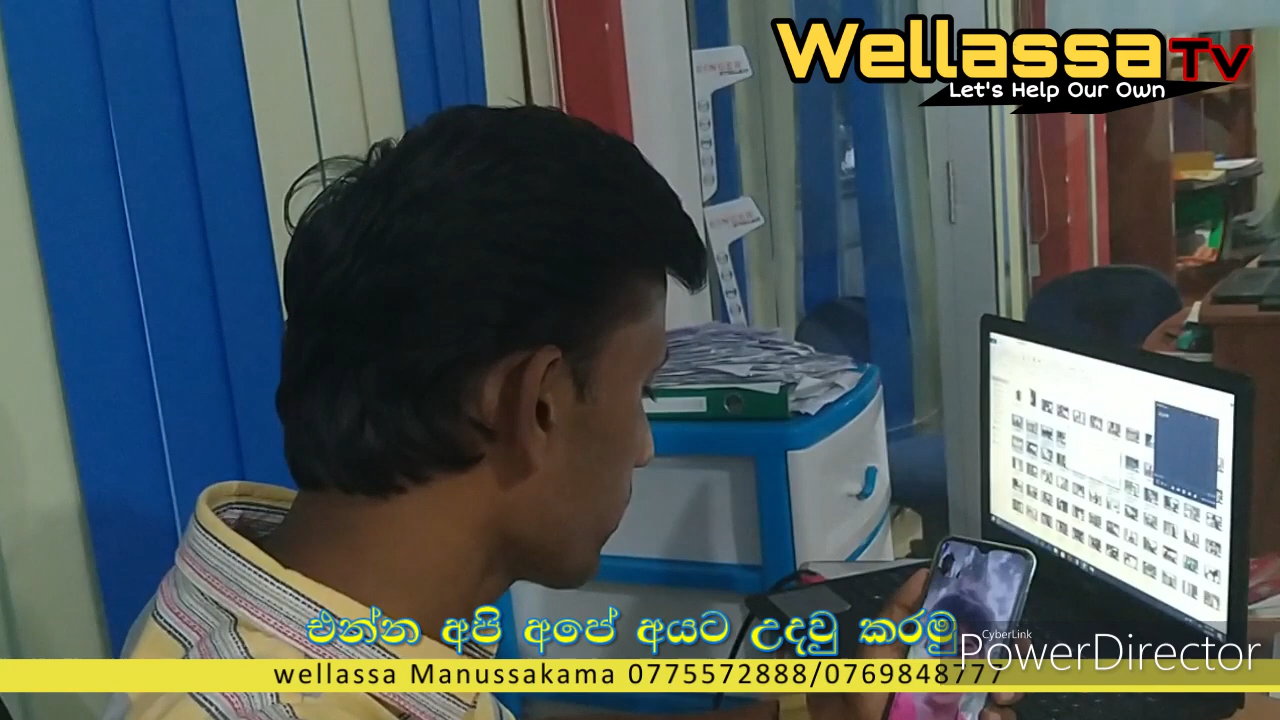 Wellassa Tv
Let's Help Our Own
එන්න අපි අපේ අයට උදවු කරමු
CyberLink
PowerDirector
wellassa Manussakama 0775572888/0769848777